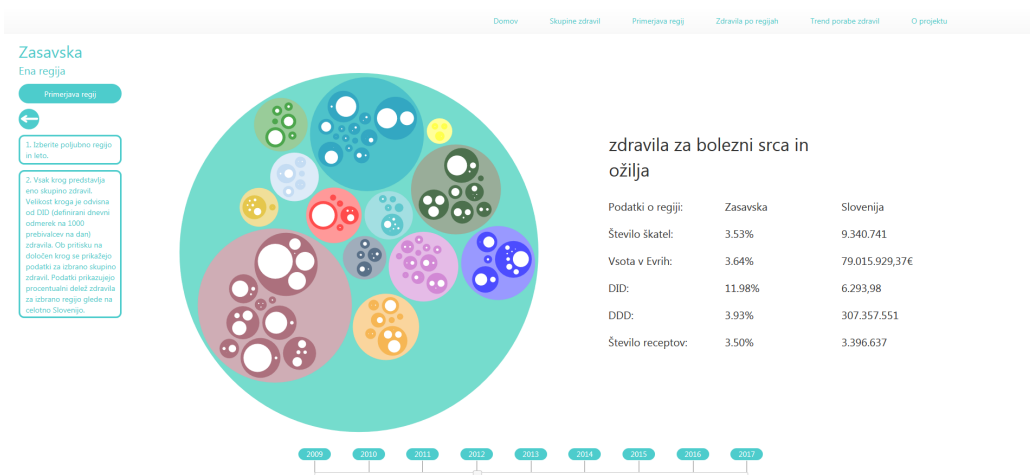 Domov Skupine zdravil Primerjava regij Zdravila po regijah Trend porabe zdravil O projektu
Zasavska
Ena regija
Primerjava regij
1. Izberite poljubno regijo
in leto.
2. Vsak krog predstavlja
eno skupino zdravil.
Velikost kroga je odvisna
od DID (definirani dnevni
odmerek na 1000
prebivalcev na dan)
zdravila. Ob pritisku na
določen krog se prikažejo
podatki za izbrano skupino
zdravil. Podatki prikazujejo
procentualni delež zdravila
za izbrano regijo glede na
celotno Slovenijo.
zdravila za bolezni srca in
ožilja
Podatki o regiji: Zasavska Slovenija
Število škatel: 3.53% 9.340.741
Vsota v Evrih: 3.64% 79.015.929,37€
DID: 11.98% 6.293,98
DDD: 3.93% 307.357.551
Število receptov: 3.50% 3.396.637
2009 2010 2011 2012 2013 2014 2015 2016 2017